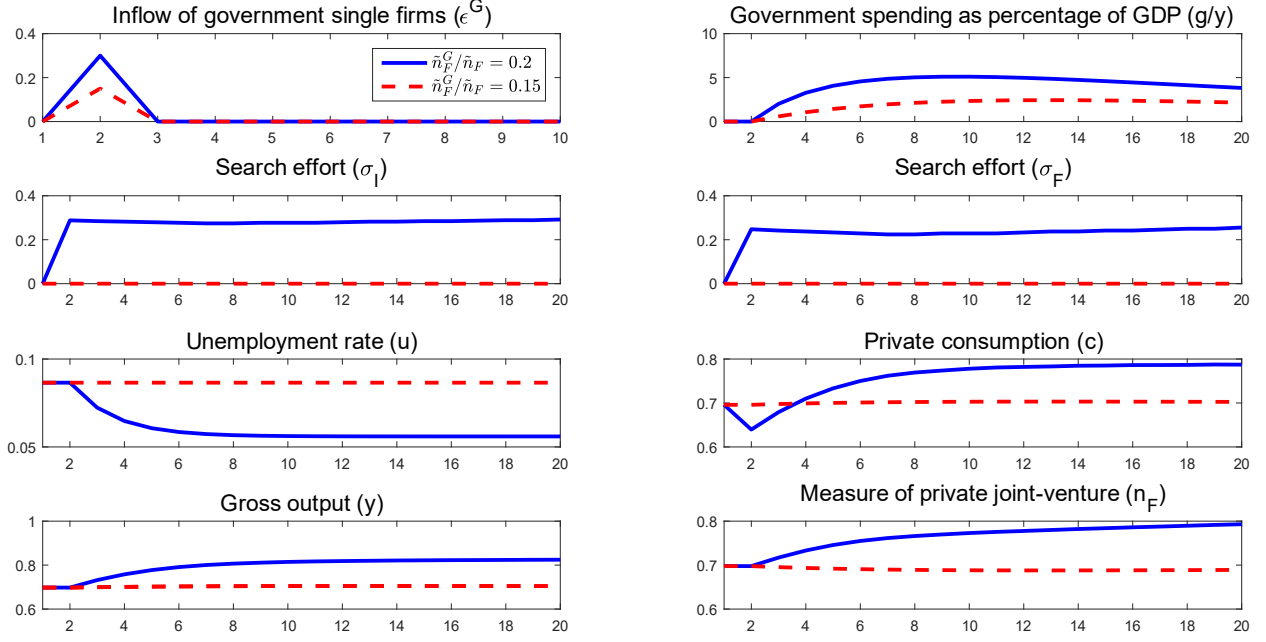 Inflow of government single firms (ϵ^G)
0.4
0.2
0
1 2 3 4 5 6 7 8 9 10
ñ_F^G/ñ_F = 0.2
ñ_F^G/ñ_F = 0.15
Government spending as percentage of GDP (g/y)
10
5
0
2 4 6 8 10 12 14 16 18 20
Search effort (σ_I)
0.4
0.2
0
2 4 6 8 10 12 14 16 18 20
Search effort (σ_F)
0.4
0.2
0
2 4 6 8 10 12 14 16 18 20
Unemployment rate (u)
0.1
0.05
2 4 6 8 10 12 14 16 18 20
Private consumption (c)
0.8
0.7
0.6
2 4 6 8 10 12 14 16 18 20
Gross output (y)
1
0.8
0.6
2 4 6 8 10 12 14 16 18 20
Measure of private joint-venture (n_F)
0.8
0.7
0.6
2 4 6 8 10 12 14 16 18 20